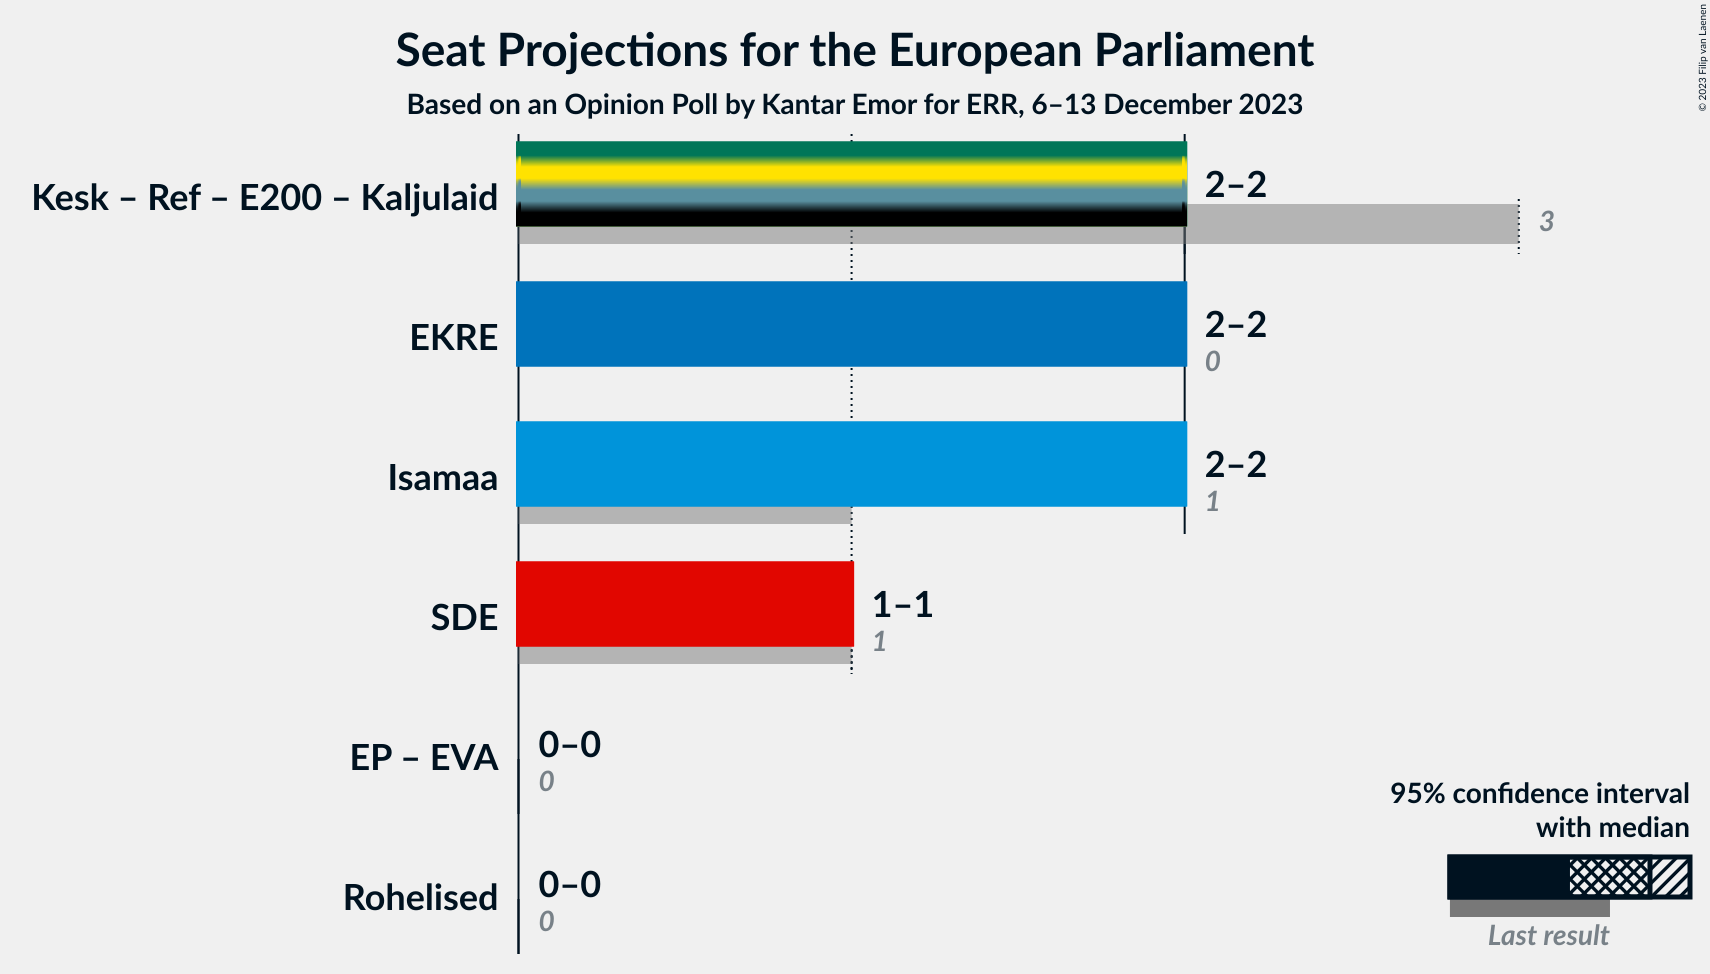 Seat Projections for the European Parliament
Based on an Opinion Poll by Kantar Emor for ERR, 6–13 December 2023
© 2023 Filip van Laenen
Kesk – Ref – E200 – Kaljulaid
2–2
3
EKRE
2–2
0
Isamaa
2–2
1
SDE
1–1
1
EP – EVA
0–0
0
Rohelised
0–0
0
95% confidence interval
with median
Last result